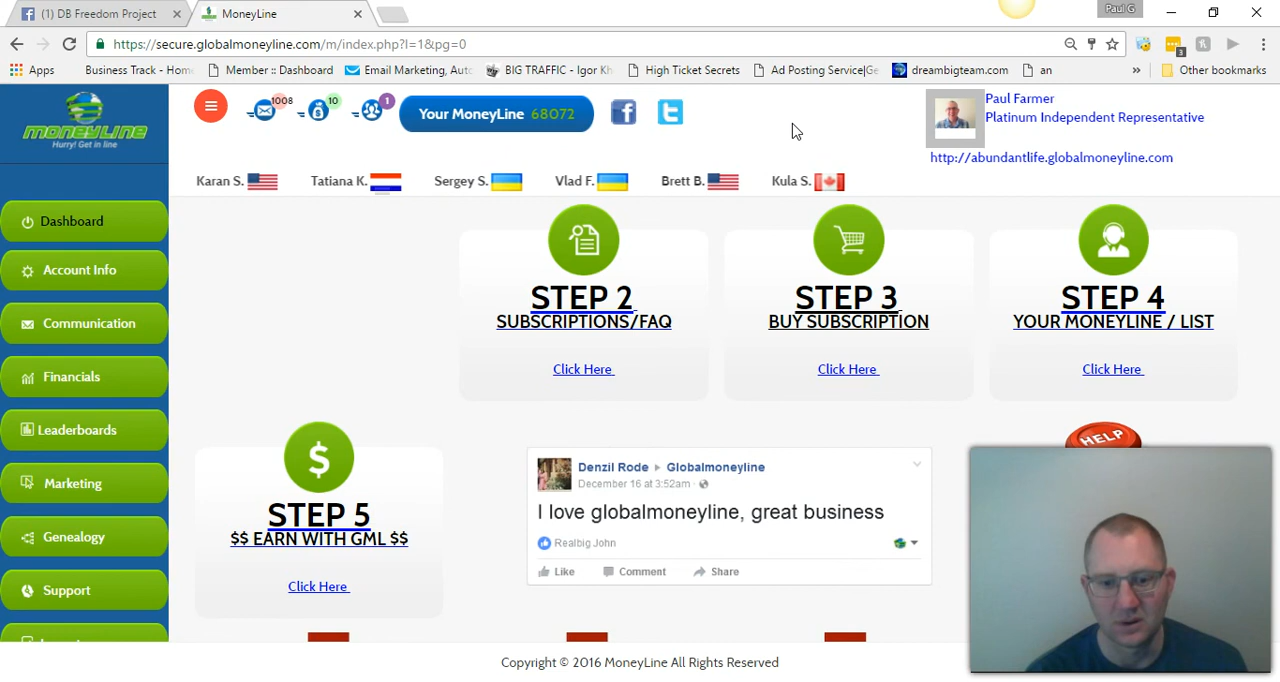 (1) DB Freedom Project
MoneyLine
Paul G
https://secure.globalmoneyline.com/m/index.php?l=1&pg=0
3
Apps
Business Track - Home
Member :: Dashboard
Email Marketing, Auto
BIG TRAFFIC - Igor Kh
High Ticket Secrets
Ad Posting Service|Ge
dreambigteam.com
an
»
Other bookmarks
MONEYLINE
Hurry! Get in line
1008
10
1
Your MoneyLine 68072
Paul Farmer
Platinum Independent Representative
http://abundantlife.globalmoneyline.com
Karan S.
Tatiana K.
Sergey S.
Vlad F.
Brett B.
Kula S.
Dashboard
Account Info
Communication
Financials
Leaderboards
Marketing
Genealogy
Support
STEP 2
SUBSCRIPTIONS/FAQ
Click Here
STEP 3
BUY SUBSCRIPTION
Click Here
STEP 4
YOUR MONEYLINE / LIST
Click Here
STEP 5
$$ EARN WITH GML $$
Click Here
Denzil Rode ▸ Globalmoneyline
December 16 at 3:52am
I love globalmoneyline, great business
Realbig John
Like Comment Share
HELP
Copyright © 2016 MoneyLine All Rights Reserved